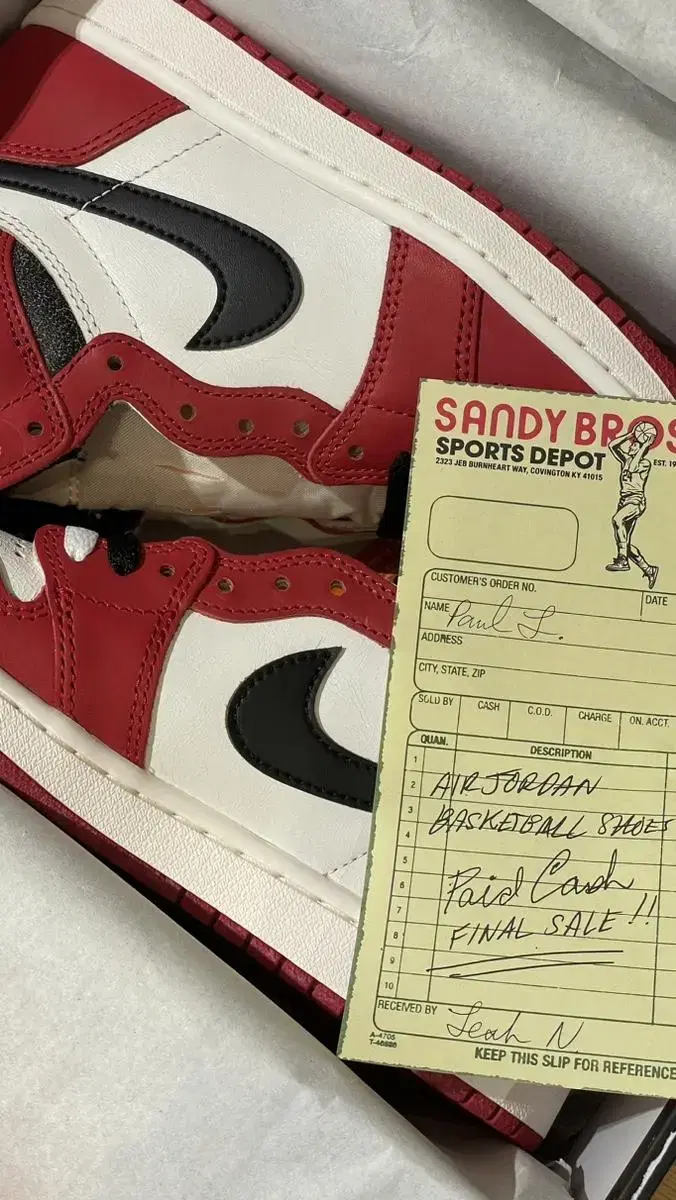 SANDY BROS
SPORTS DEPOT
2323 JEB BURNHEART WAY, COVINGTON KY 41015
EST. 19
CUSTOMER'S ORDER NO.
DATE
NAME Paul L.
ADDRESS
CITY, STATE, ZIP
SOLD BY CASH C.O.D. CHARGE ON. ACCT.
QUAN. DESCRIPTION
1
2 AIR JORDAN
3 BASKETBALL SHOES
4
5
6 Paid Cash
7
8 FINAL SALE!!
9
10
RECEIVED BY Leah N.
A-4705
KEEP THIS SLIP FOR REFERENCE